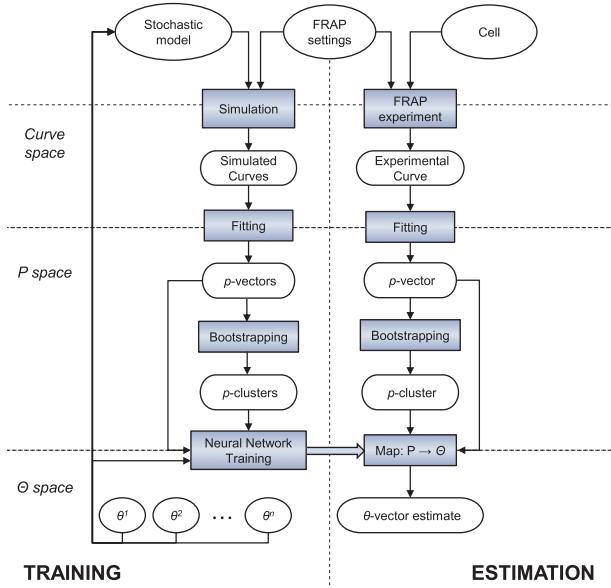 Stochastic
model
FRAP
settings
Cell
Simulation
FRAP
experiment
Curve
space
Simulated
Curves
Experimental
Curve
Fitting
Fitting
P space
p-vectors
p-vector
Bootstrapping
Bootstrapping
p-clusters
p-cluster
Neural Network
Training
Map: P → Θ
Θ space
θ¹
θ²
...
θⁿ
θ-vector estimate
TRAINING
ESTIMATION